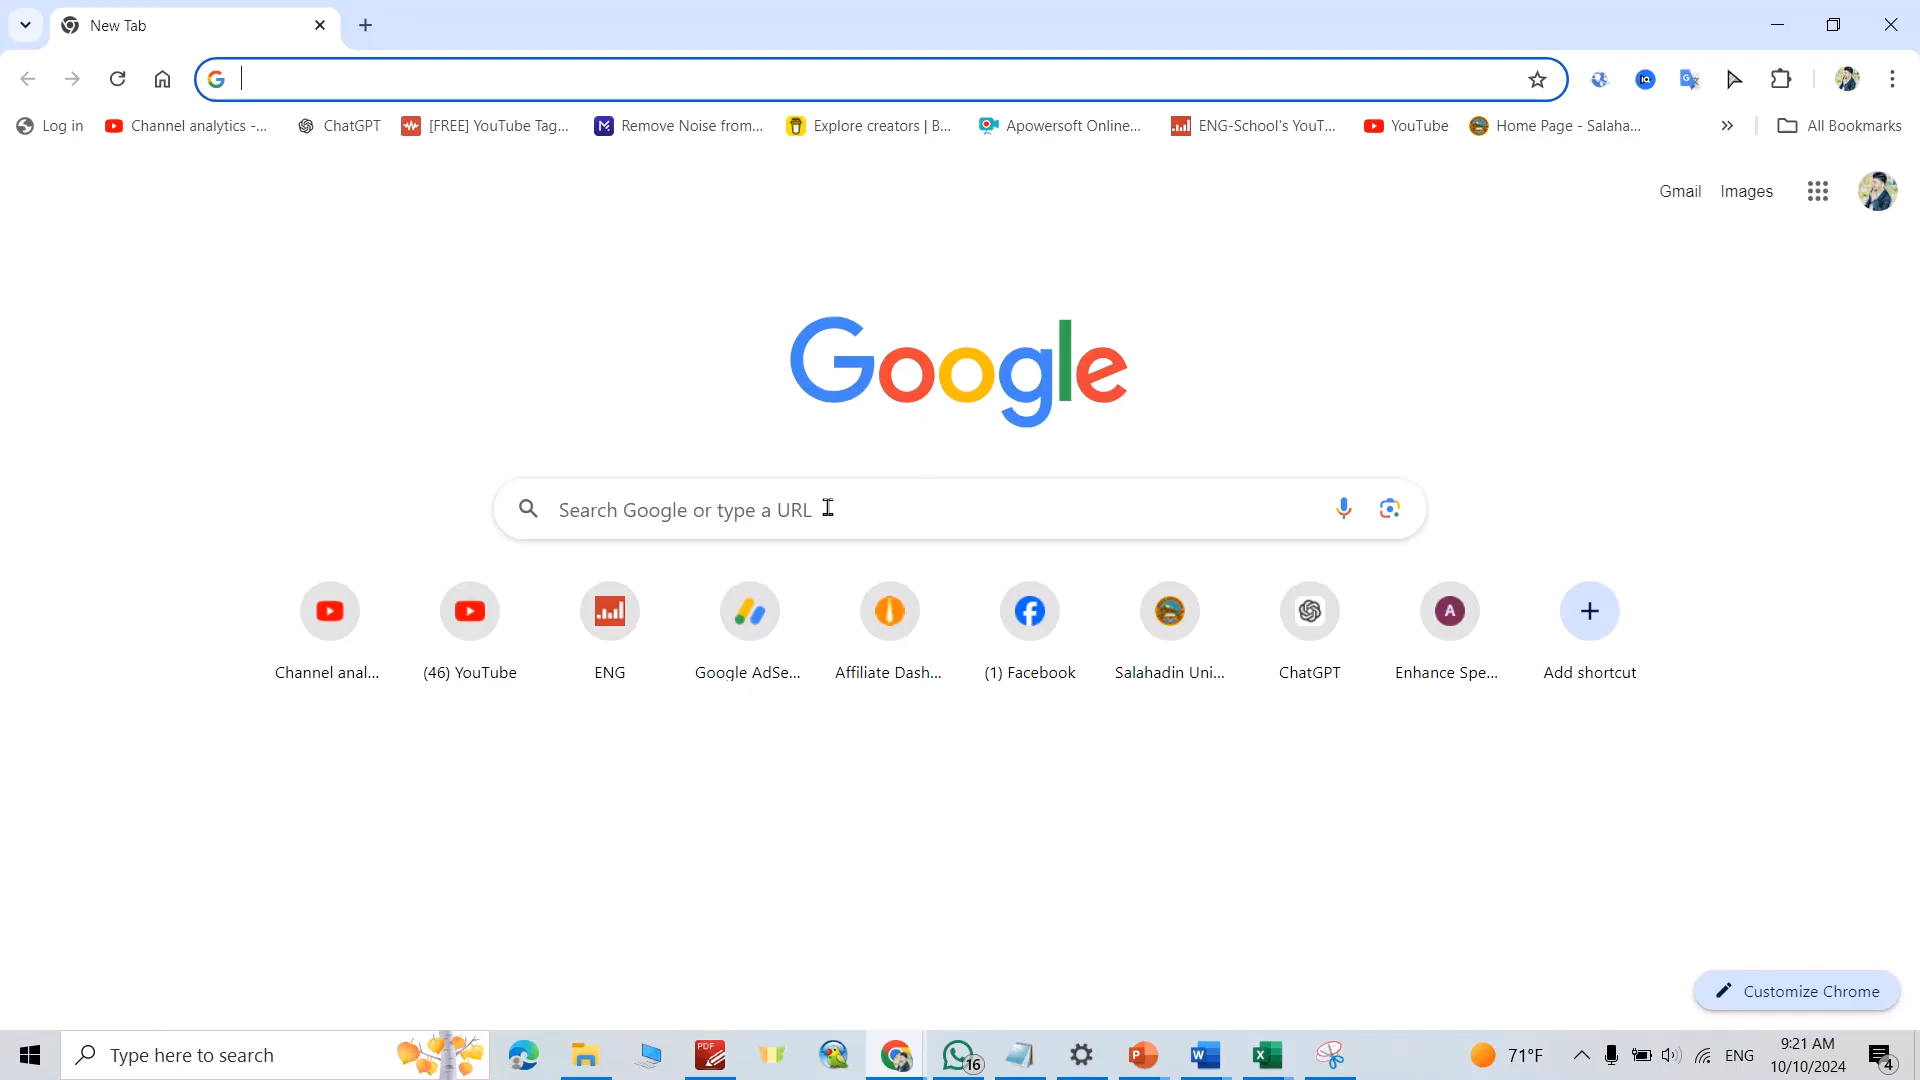 New Tab
Log in
Channel analytics -...
ChatGPT
[FREE] YouTube Tag...
Remove Noise from...
Explore creators | B...
Apowersoft Online...
ENG-School's YouT...
YouTube
Home Page - Salaha...
All Bookmarks
Gmail
Images
Google
Search Google or type a URL
Channel anal...
(46) YouTube
ENG
Google AdSe...
Affiliate Dash...
(1) Facebook
Salahadin Uni...
ChatGPT
A
Enhance Spe...
Add shortcut
Customize Chrome
Type here to search
PDF
16
71°F
ENG
9:21 AM
10/10/2024
4